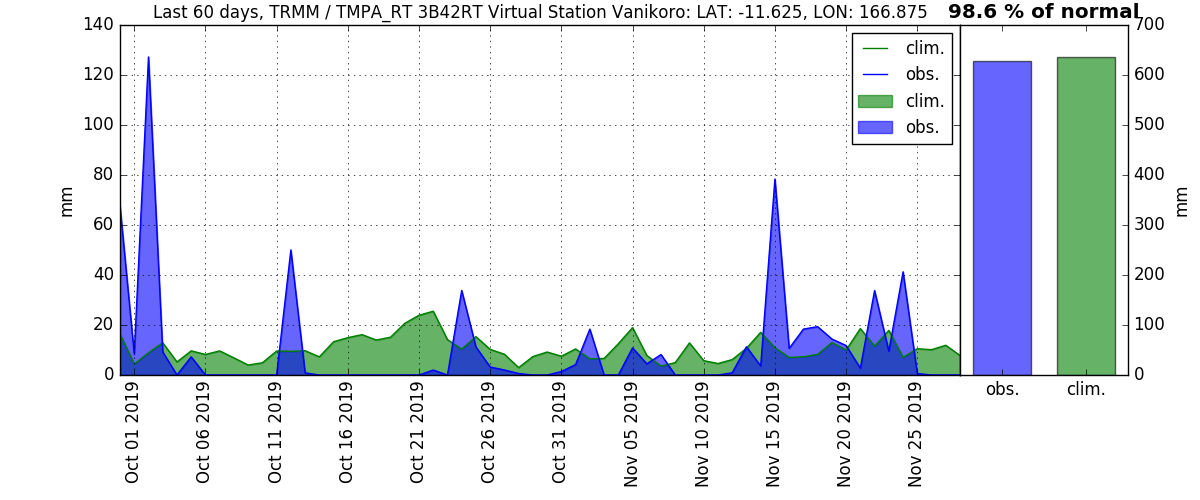 Last 60 days, TRMM / TMPA_RT 3B42RT Virtual Station Vanikoro: LAT: -11.625, LON: 166.875
98.6 % of normal
140
120
100
80
60
40
20
0
mm
clim.
obs.
clim.
obs.
700
600
500
400
300
200
100
0
mm
Oct 01 2019
Oct 06 2019
Oct 11 2019
Oct 16 2019
Oct 21 2019
Oct 26 2019
Oct 31 2019
Nov 05 2019
Nov 10 2019
Nov 15 2019
Nov 20 2019
Nov 25 2019
obs.
clim.